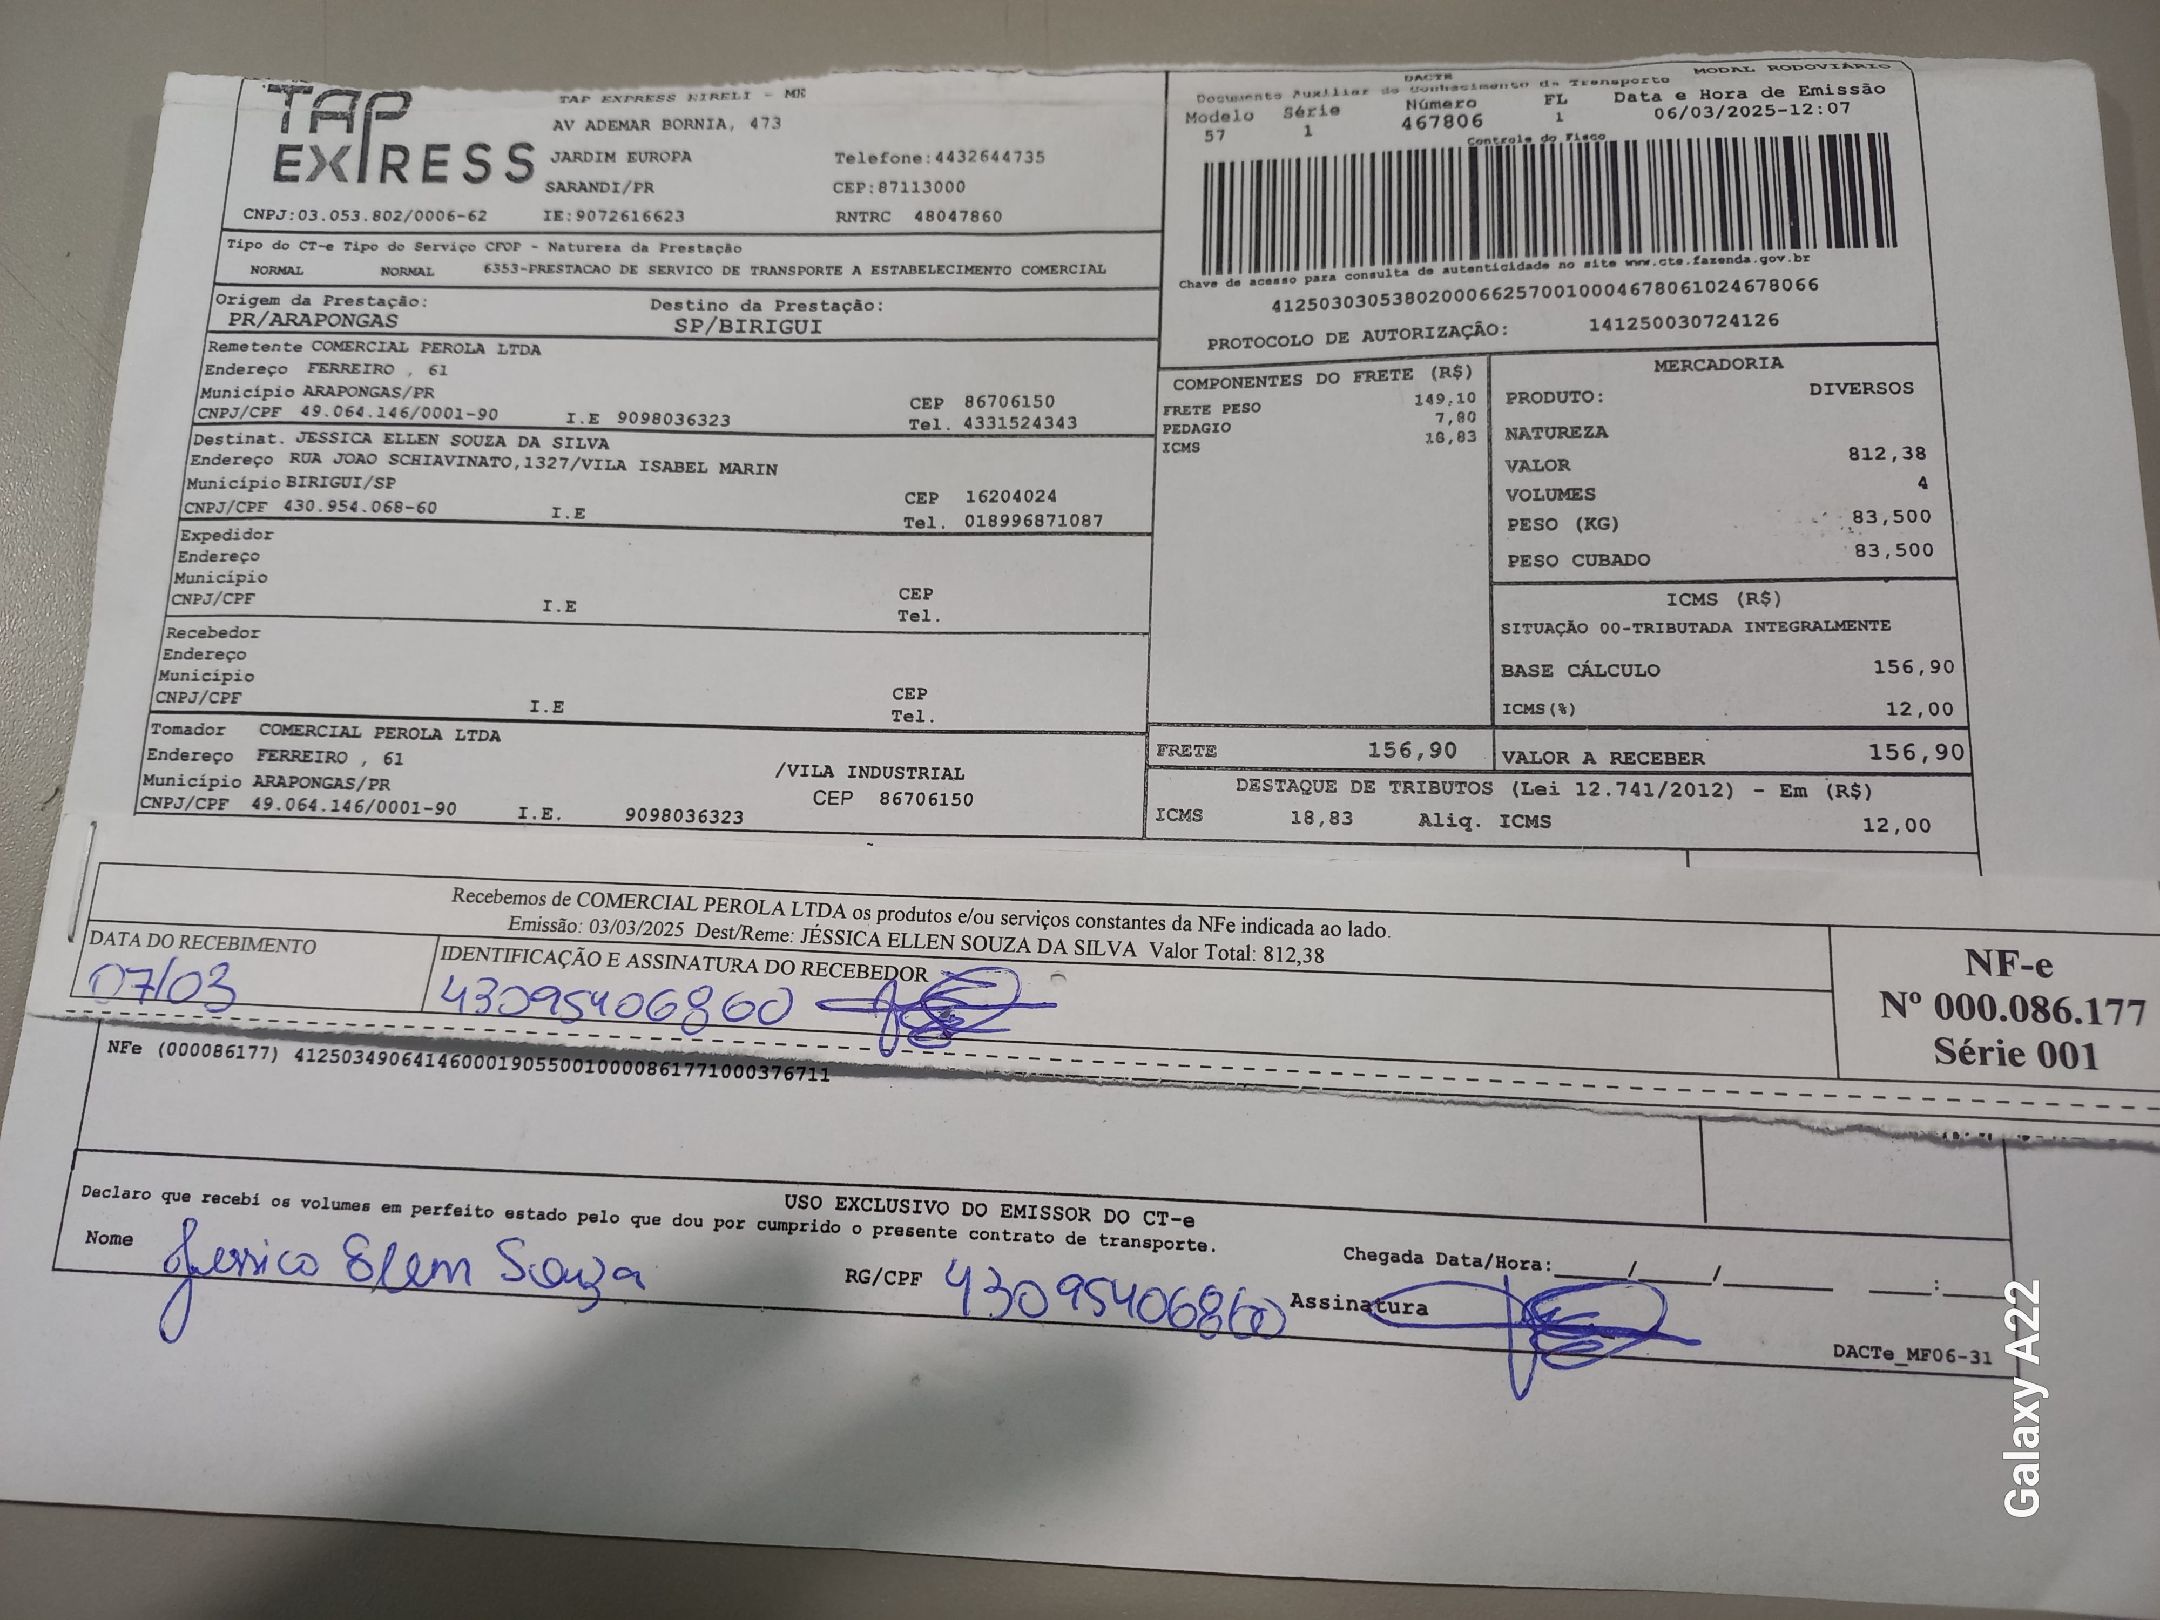 TAP EXPRESS
TAP EXPRESS EIRELI - ME
AV ADEMAR BORNIA, 473
JARDIM EUROPA Telefone:4432644735
SARANDI/PR CEP:87113000
CNPJ:03.053.802/0006-62 IE:9072616623 RNTRC 48047860
Tipo do CT-e Tipo do Serviço CFOP - Natureza da Prestação
NORMAL NORMAL 6353-PRESTACAO DE SERVICO DE TRANSPORTE A ESTABELECIMENTO COMERCIAL
Origem da Prestação: Destino da Prestação:
PR/ARAPONGAS SP/BIRIGUI
Remetente COMERCIAL PEROLA LTDA
Endereço FERREIRO , 61
Município ARAPONGAS/PR CEP 86706150
CNPJ/CPF 49.064.146/0001-90 I.E 9098036323 Tel. 4331524343
Destinat. JESSICA ELLEN SOUZA DA SILVA
Endereço RUA JOAO SCHIAVINATO,1327/VILA ISABEL MARIN
Município BIRIGUI/SP CEP 16204024
CNPJ/CPF 430.954.068-60 I.E Tel. 018996871087
Expedidor
Endereço
Município CEP
CNPJ/CPF I.E Tel.
Recebedor
Endereço
Município CEP
CNPJ/CPF I.E Tel.
Tomador COMERCIAL PEROLA LTDA
Endereço FERREIRO , 61 /VILA INDUSTRIAL
Município ARAPONGAS/PR CEP 86706150
CNPJ/CPF 49.064.146/0001-90 I.E. 9098036323
DACTE MODAL RODOVIÁRIO
Documento Auxiliar do Conhecimento de Transporte
Modelo Série Número FL Data e Hora de Emissão
57 1 467806 1 06/03/2025-12:07
Controle do Fisco
Chave de acesso para consulta de autenticidade no site www.cte.fazenda.gov.br
41250303053802000662570010004678061024678066
PROTOCOLO DE AUTORIZAÇÃO: 141250030724126
COMPONENTES DO FRETE (R$)
FRETE PESO 149,10
PEDAGIO 7,80
ICMS 18,83
MERCADORIA
PRODUTO: DIVERSOS
NATUREZA
VALOR 812,38
VOLUMES 4
PESO (KG) 83,500
PESO CUBADO 83,500
ICMS (R$)
SITUAÇÃO 00-TRIBUTADA INTEGRALMENTE
BASE CÁLCULO 156,90
ICMS(%) 12,00
FRETE 156,90 VALOR A RECEBER 156,90
DESTAQUE DE TRIBUTOS (Lei 12.741/2012) - Em (R$)
ICMS 18,83 Aliq. ICMS 12,00
Recebemos de COMERCIAL PEROLA LTDA os produtos e/ou serviços constantes da NFe indicada ao lado.
Emissão: 03/03/2025 Dest/Reme: JÉSSICA ELLEN SOUZA DA SILVA Valor Total: 812,38
DATA DO RECEBIMENTO IDENTIFICAÇÃO E ASSINATURA DO RECEBEDOR
07/03 43095406860
NF-e
Nº 000.086.177
Série 001
NFe (000086177) 41250349064146000190550010000861771000376711
USO EXCLUSIVO DO EMISSOR DO CT-e
Declaro que recebi os volumes em perfeito estado pelo que dou por cumprido o presente contrato de transporte.
Nome Jessica Elem Souza RG/CPF 43095406860 Assinatura
Chegada Data/Hora:____/____/______ ___:___
DACTe_MF06-31
Galaxy A22